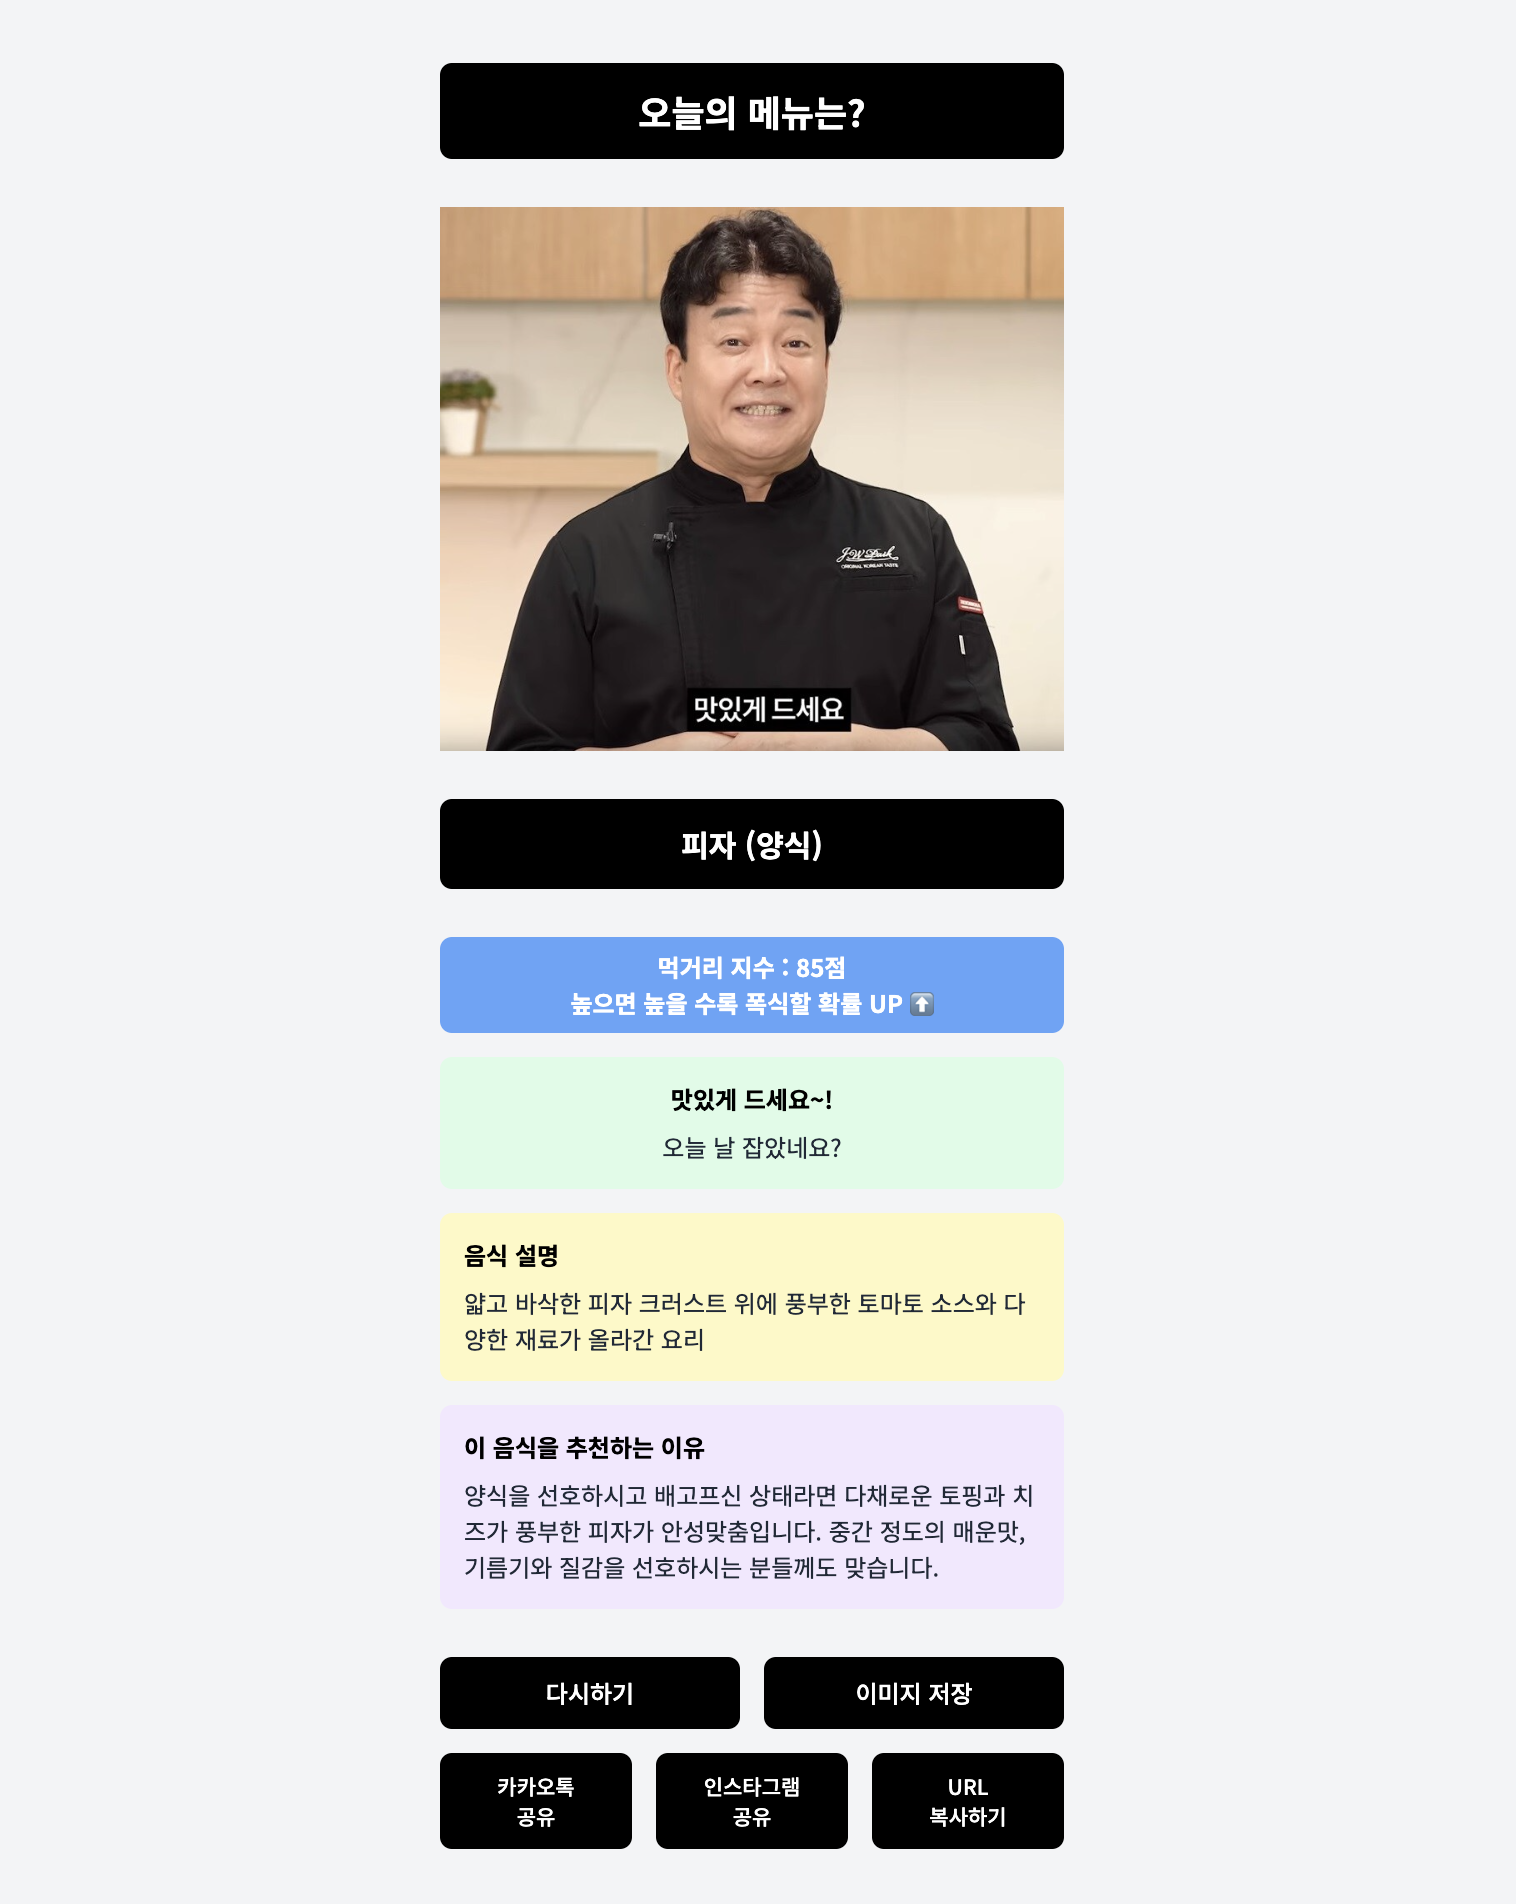 오늘의 메뉴는?
J.W Dash
ORIGINAL KOREAN TASTE
맛있게 드세요
피자 (양식)
먹거리 지수 : 85점
높으면 높을 수록 폭식할 확률 UP ⬆️
맛있게 드세요~!
오늘 날 잡았네요?
음식 설명
얇고 바삭한 피자 크러스트 위에 풍부한 토마토 소스와 다
양한 재료가 올라간 요리
이 음식을 추천하는 이유
양식을 선호하시고 배고프신 상태라면 다채로운 토핑과 치
즈가 풍부한 피자가 안성맞춤입니다. 중간 정도의 매운맛,
기름기와 질감을 선호하시는 분들께도 맞습니다.
다시하기
이미지 저장
카카오톡
공유
인스타그램
공유
URL
복사하기